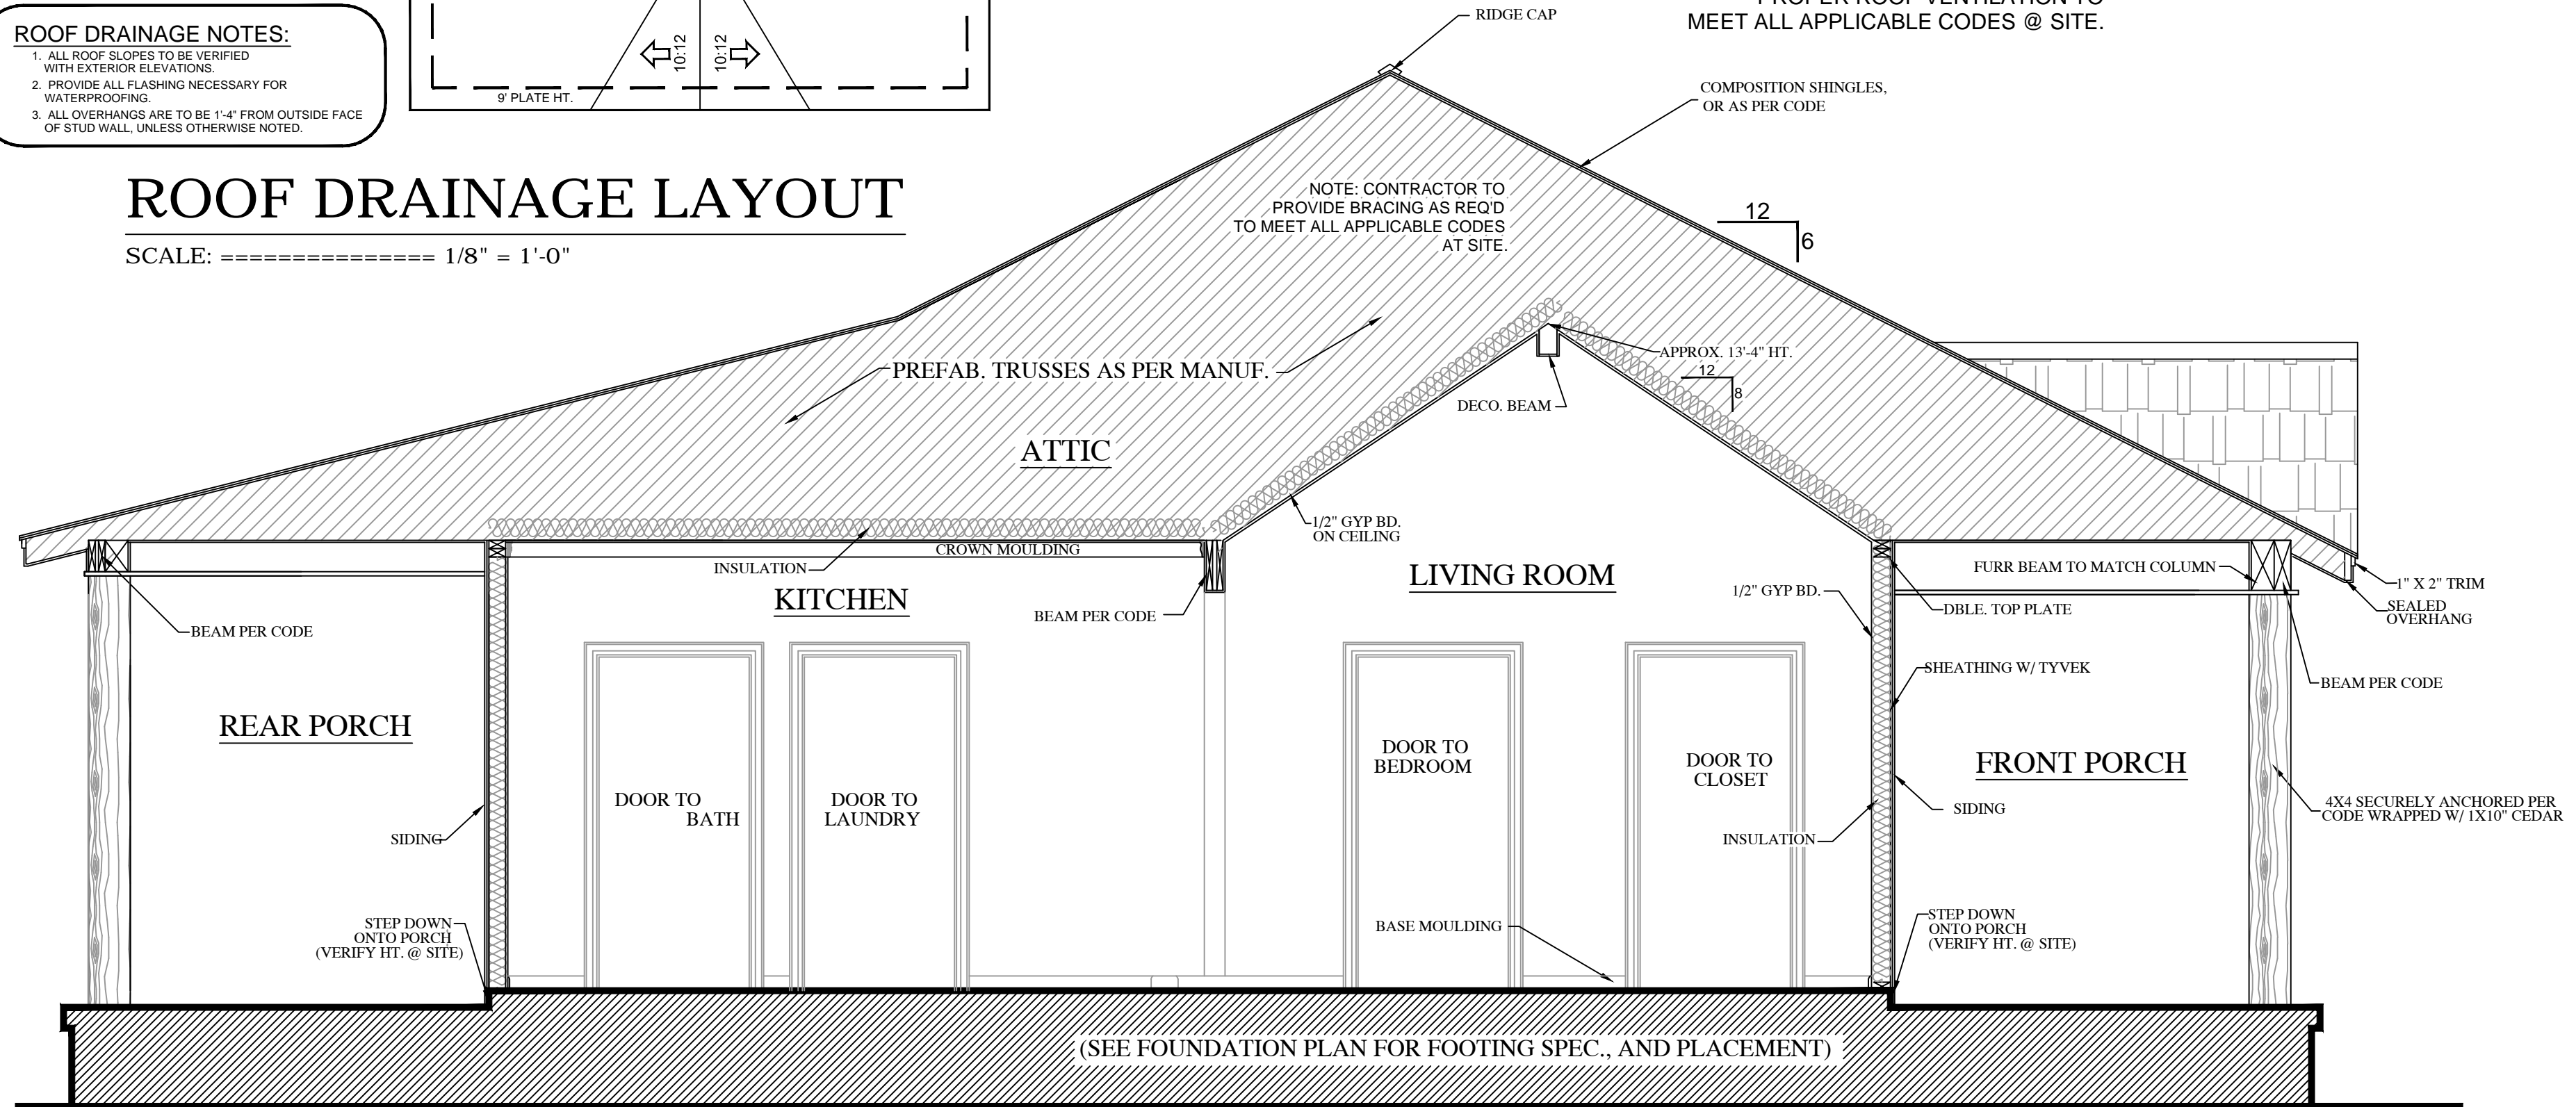 ROOF DRAINAGE NOTES:
1. ALL ROOF SLOPES TO BE VERIFIED
WITH EXTERIOR ELEVATIONS.
2. PROVIDE ALL FLASHING NECESSARY FOR
WATERPROOFING.
3. ALL OVERHANGS ARE TO BE 1'-4" FROM OUTSIDE FACE
OF STUD WALL, UNLESS OTHERWISE NOTED.
10:12
10:12
9' PLATE HT.
ROOF DRAINAGE LAYOUT
SCALE: =============== 1/8" = 1'-0"
PROPER ROOF VENTILATION TO
MEET ALL APPLICABLE CODES @ SITE.
RIDGE CAP
COMPOSITION SHINGLES,
OR AS PER CODE
NOTE: CONTRACTOR TO
PROVIDE BRACING AS REQ'D
TO MEET ALL APPLICABLE CODES
AT SITE.
12
6
PREFAB. TRUSSES AS PER MANUF.
APPROX. 13'-4" HT.
12
8
DECO. BEAM
ATTIC
1/2" GYP BD.
ON CEILING
CROWN MOULDING
INSULATION
KITCHEN
BEAM PER CODE
LIVING ROOM
1/2" GYP BD.
FURR BEAM TO MATCH COLUMN
DBLE. TOP PLATE
1" X 2" TRIM
SEALED
OVERHANG
BEAM PER CODE
SHEATHING W/ TYVEK
BEAM PER CODE
REAR PORCH
DOOR TO
BATH
DOOR TO
LAUNDRY
DOOR TO
BEDROOM
DOOR TO
CLOSET
FRONT PORCH
SIDING
SIDING
INSULATION
4X4 SECURELY ANCHORED PER
CODE WRAPPED W/ 1X10" CEDAR
STEP DOWN
ONTO PORCH
(VERIFY HT. @ SITE)
BASE MOULDING
STEP DOWN
ONTO PORCH
(VERIFY HT. @ SITE)
(SEE FOUNDATION PLAN FOR FOOTING SPEC., AND PLACEMENT)